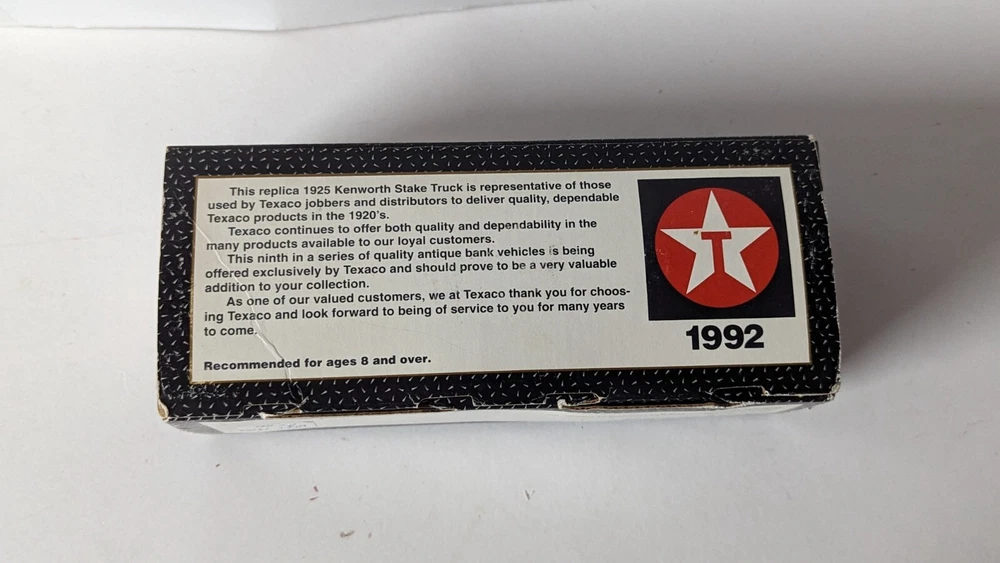 This replica 1925 Kenworth Stake Truck is representative of those
used by Texaco jobbers and distributors to deliver quality, dependable
Texaco products in the 1920's.
Texaco continues to offer both quality and dependability in the
many products available to our loyal customers.
This ninth in a series of quality antique bank vehicles is being
offered exclusively by Texaco and should prove to be a very valuable
addition to your collection.
As one of our valued customers, we at Texaco thank you for choos-
ing Texaco and look forward to being of service to you for many years
to come.
Recommended for ages 8 and over.
T
1992